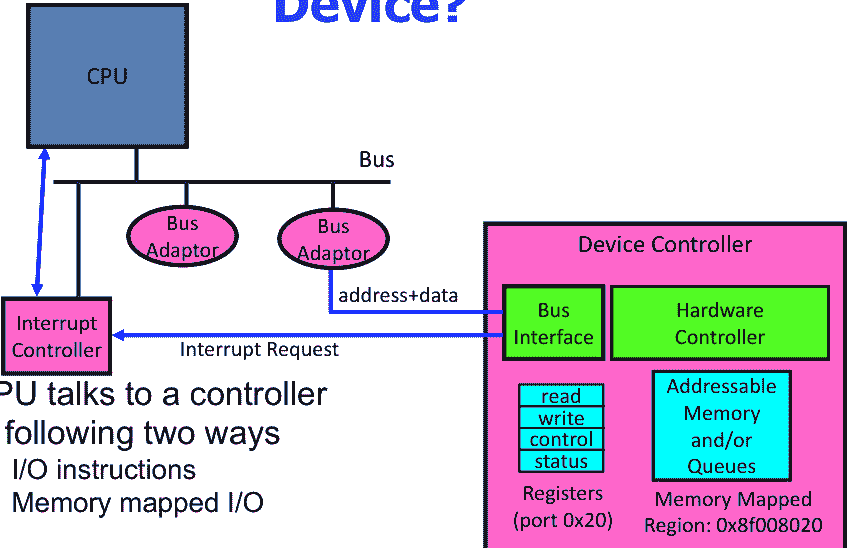 Device?
CPU
Bus
Bus
Adaptor
Bus
Adaptor
Device Controller
address+data
Bus
Interface
Hardware
Controller
Interrupt
Controller
Interrupt Request
PU talks to a controller
following two ways
I/O instructions
Memory mapped I/O
read
write
control
status
Registers
(port 0x20)
Addressable
Memory
and/or
Queues
Memory Mapped
Region: 0x8f008020